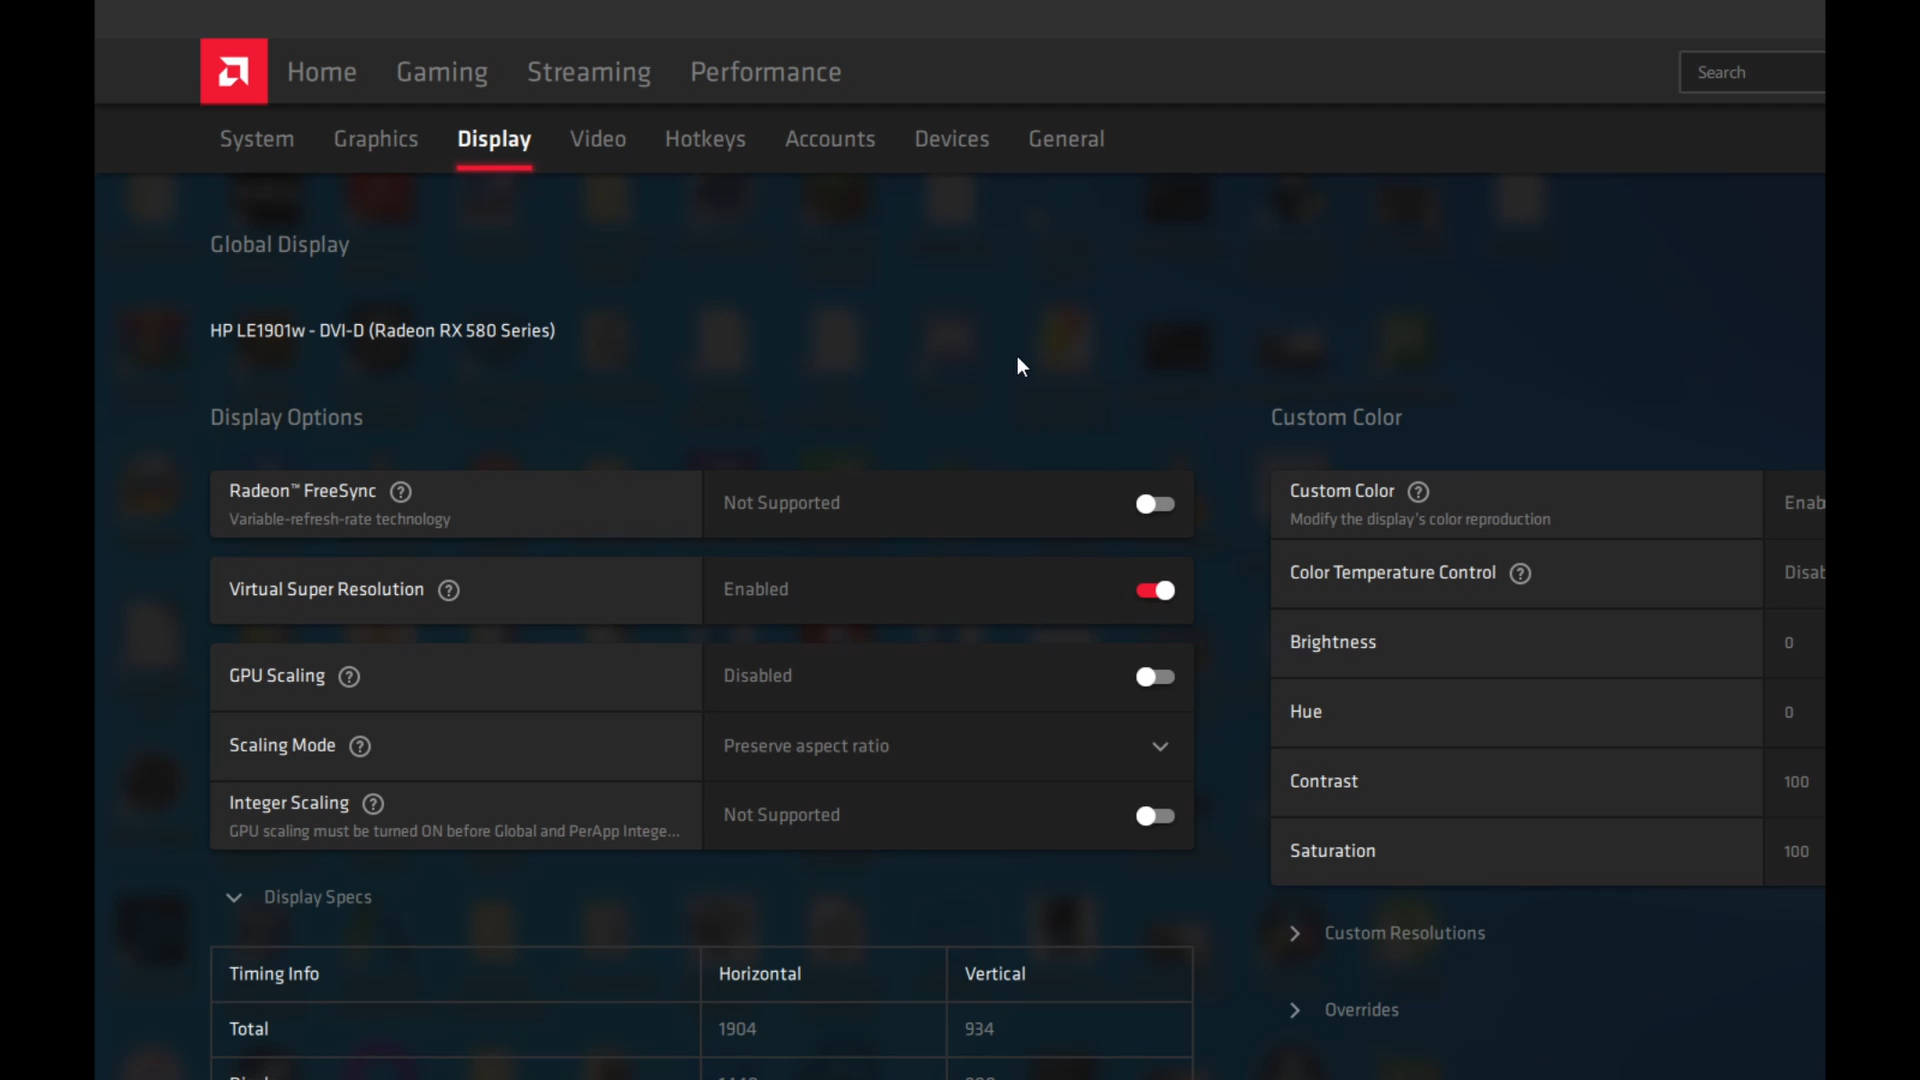 Home Gaming Streaming Performance Search
System Graphics Display Video Hotkeys Accounts Devices General
Global Display
HP LE1901w - DVI-D (Radeon RX 580 Series)
Display Options
Radeon™ FreeSync
Variable-refresh-rate technology
Not Supported
Virtual Super Resolution
Enabled
GPU Scaling
Disabled
Scaling Mode
Preserve aspect ratio
Integer Scaling
GPU scaling must be turned ON before Global and PerApp Intege...
Not Supported
Display Specs
Timing Info Horizontal Vertical
Total 1904 934
Custom Color
Custom Color
Modify the display's color reproduction
Enab
Color Temperature Control
Disab
Brightness 0
Hue 0
Contrast 100
Saturation 100
Custom Resolutions
Overrides